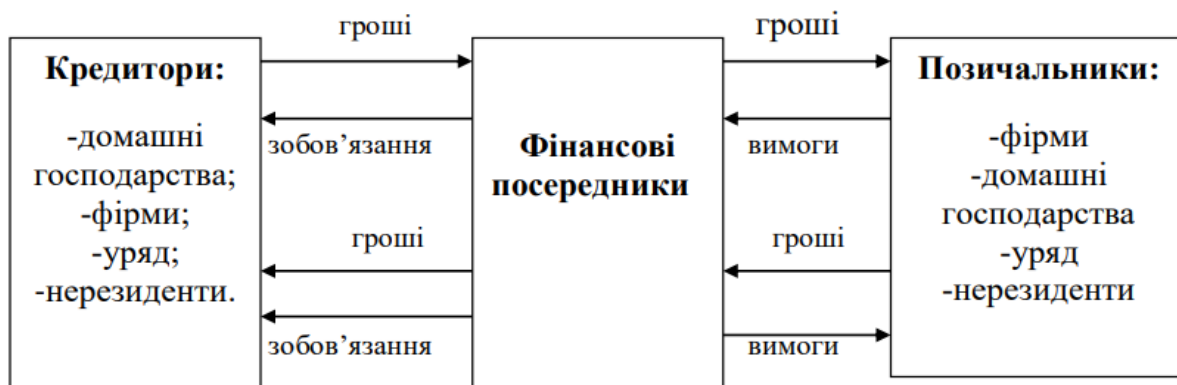 гроші
гроші
Кредитори:
-домашні
господарства;
-фірми;
-уряд;
-нерезиденти.
зобов’язання
гроші
зобов’язання
Фінансові
посередники
вимоги
гроші
вимоги
Позичальники:
-фірми
-домашні
господарства
-уряд
-нерезиденти